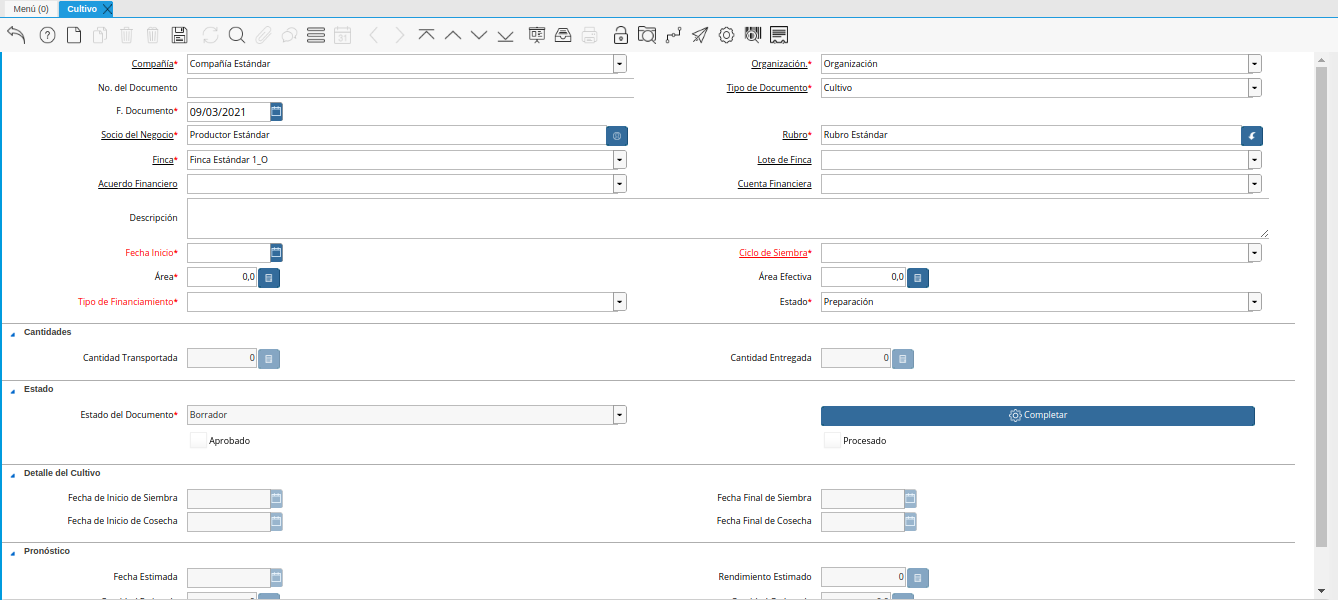 Menú (0) Cultivo
Compañía* Compañía Estándar Organización.* Organización
No. del Documento Tipo de Documento* Cultivo
F. Documento* 09/03/2021
Socio del Negocio* Productor Estándar Rubro* Rubro Estándar
Finca* Finca Estándar 1_O Lote de Finca
Acuerdo Financiero Cuenta Financiera
Descripción
Fecha Inicio* Ciclo de Siembra*
Área* 0,0 Área Efectiva 0,0
Tipo de Financiamiento* Estado* Preparación
Cantidades
Cantidad Transportada 0 Cantidad Entregada 0
Estado
Estado del Documento* Borrador Completar
Aprobado Procesado
Detalle del Cultivo
Fecha de Inicio de Siembra Fecha Final de Siembra
Fecha de Inicio de Cosecha Fecha Final de Cosecha
Pronóstico
Fecha Estimada Rendimiento Estimado 0